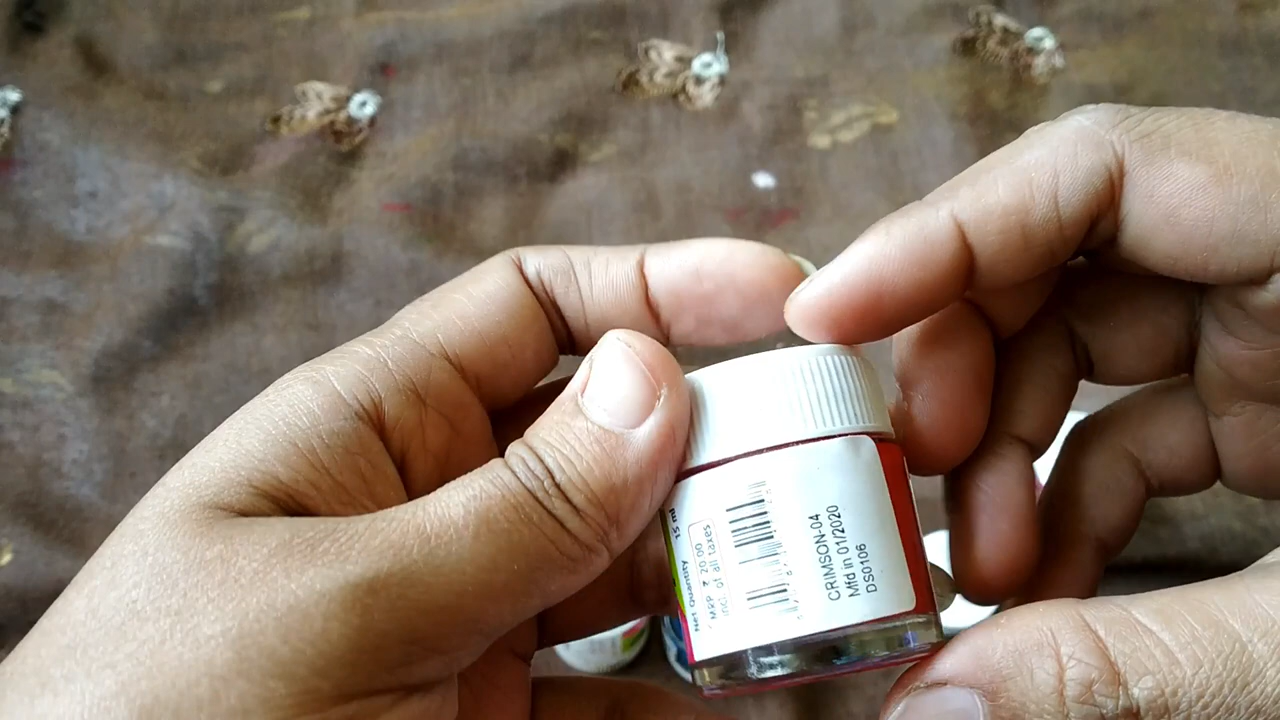 Net Quantity 15 ml
MRP ₹ 20.00
incl. of all taxes
CRIMSON-04
Mfd in 01/2020
DS0106